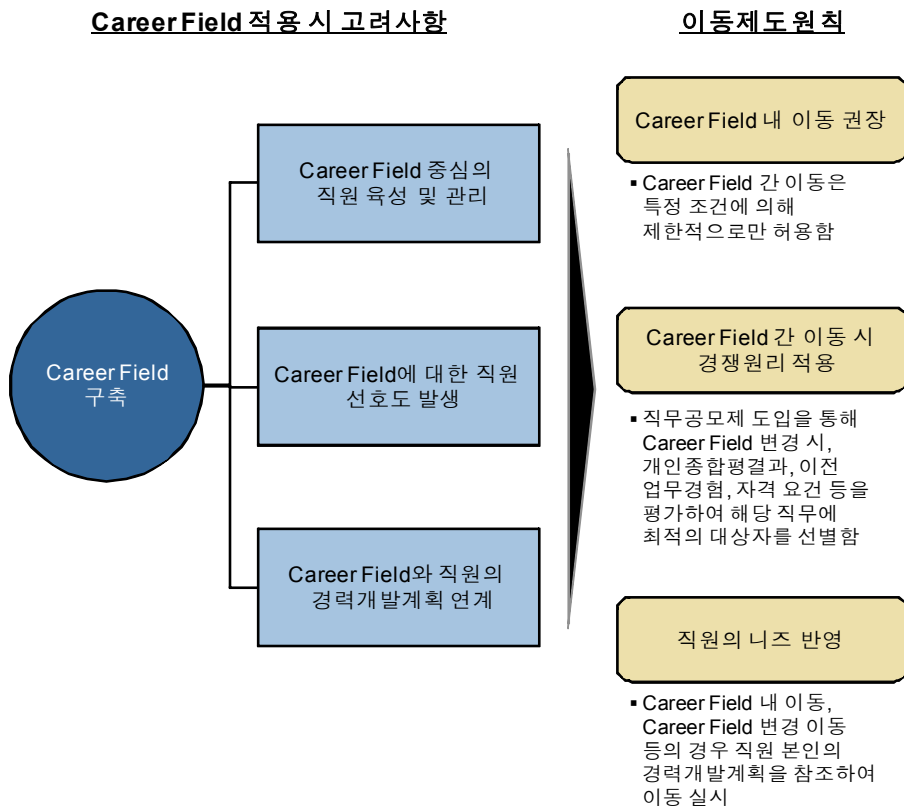 Career Field 적용 시 고려사항
이동제도원칙
Career Field
구축
Career Field 중심의
직원 육성 및 관리
Career Field에 대한 직원
선호도 발생
Career Field와 직원의
경력개발계획 연계
Career Field 내 이동 권장
▪ Career Field 간 이동은
특정 조건에 의해
제한적으로만 허용함
Career Field 간 이동 시
경쟁원리 적용
▪ 직무공모제 도입을 통해
Career Field 변경 시,
개인종합평결과, 이전
업무경험, 자격 요건 등을
평가하여 해당 직무에
최적의 대상자를 선별함
직원의 니즈 반영
▪ Career Field 내 이동,
Career Field 변경 이동
등의 경우 직원 본인의
경력개발계획을 참조하여
이동 실시